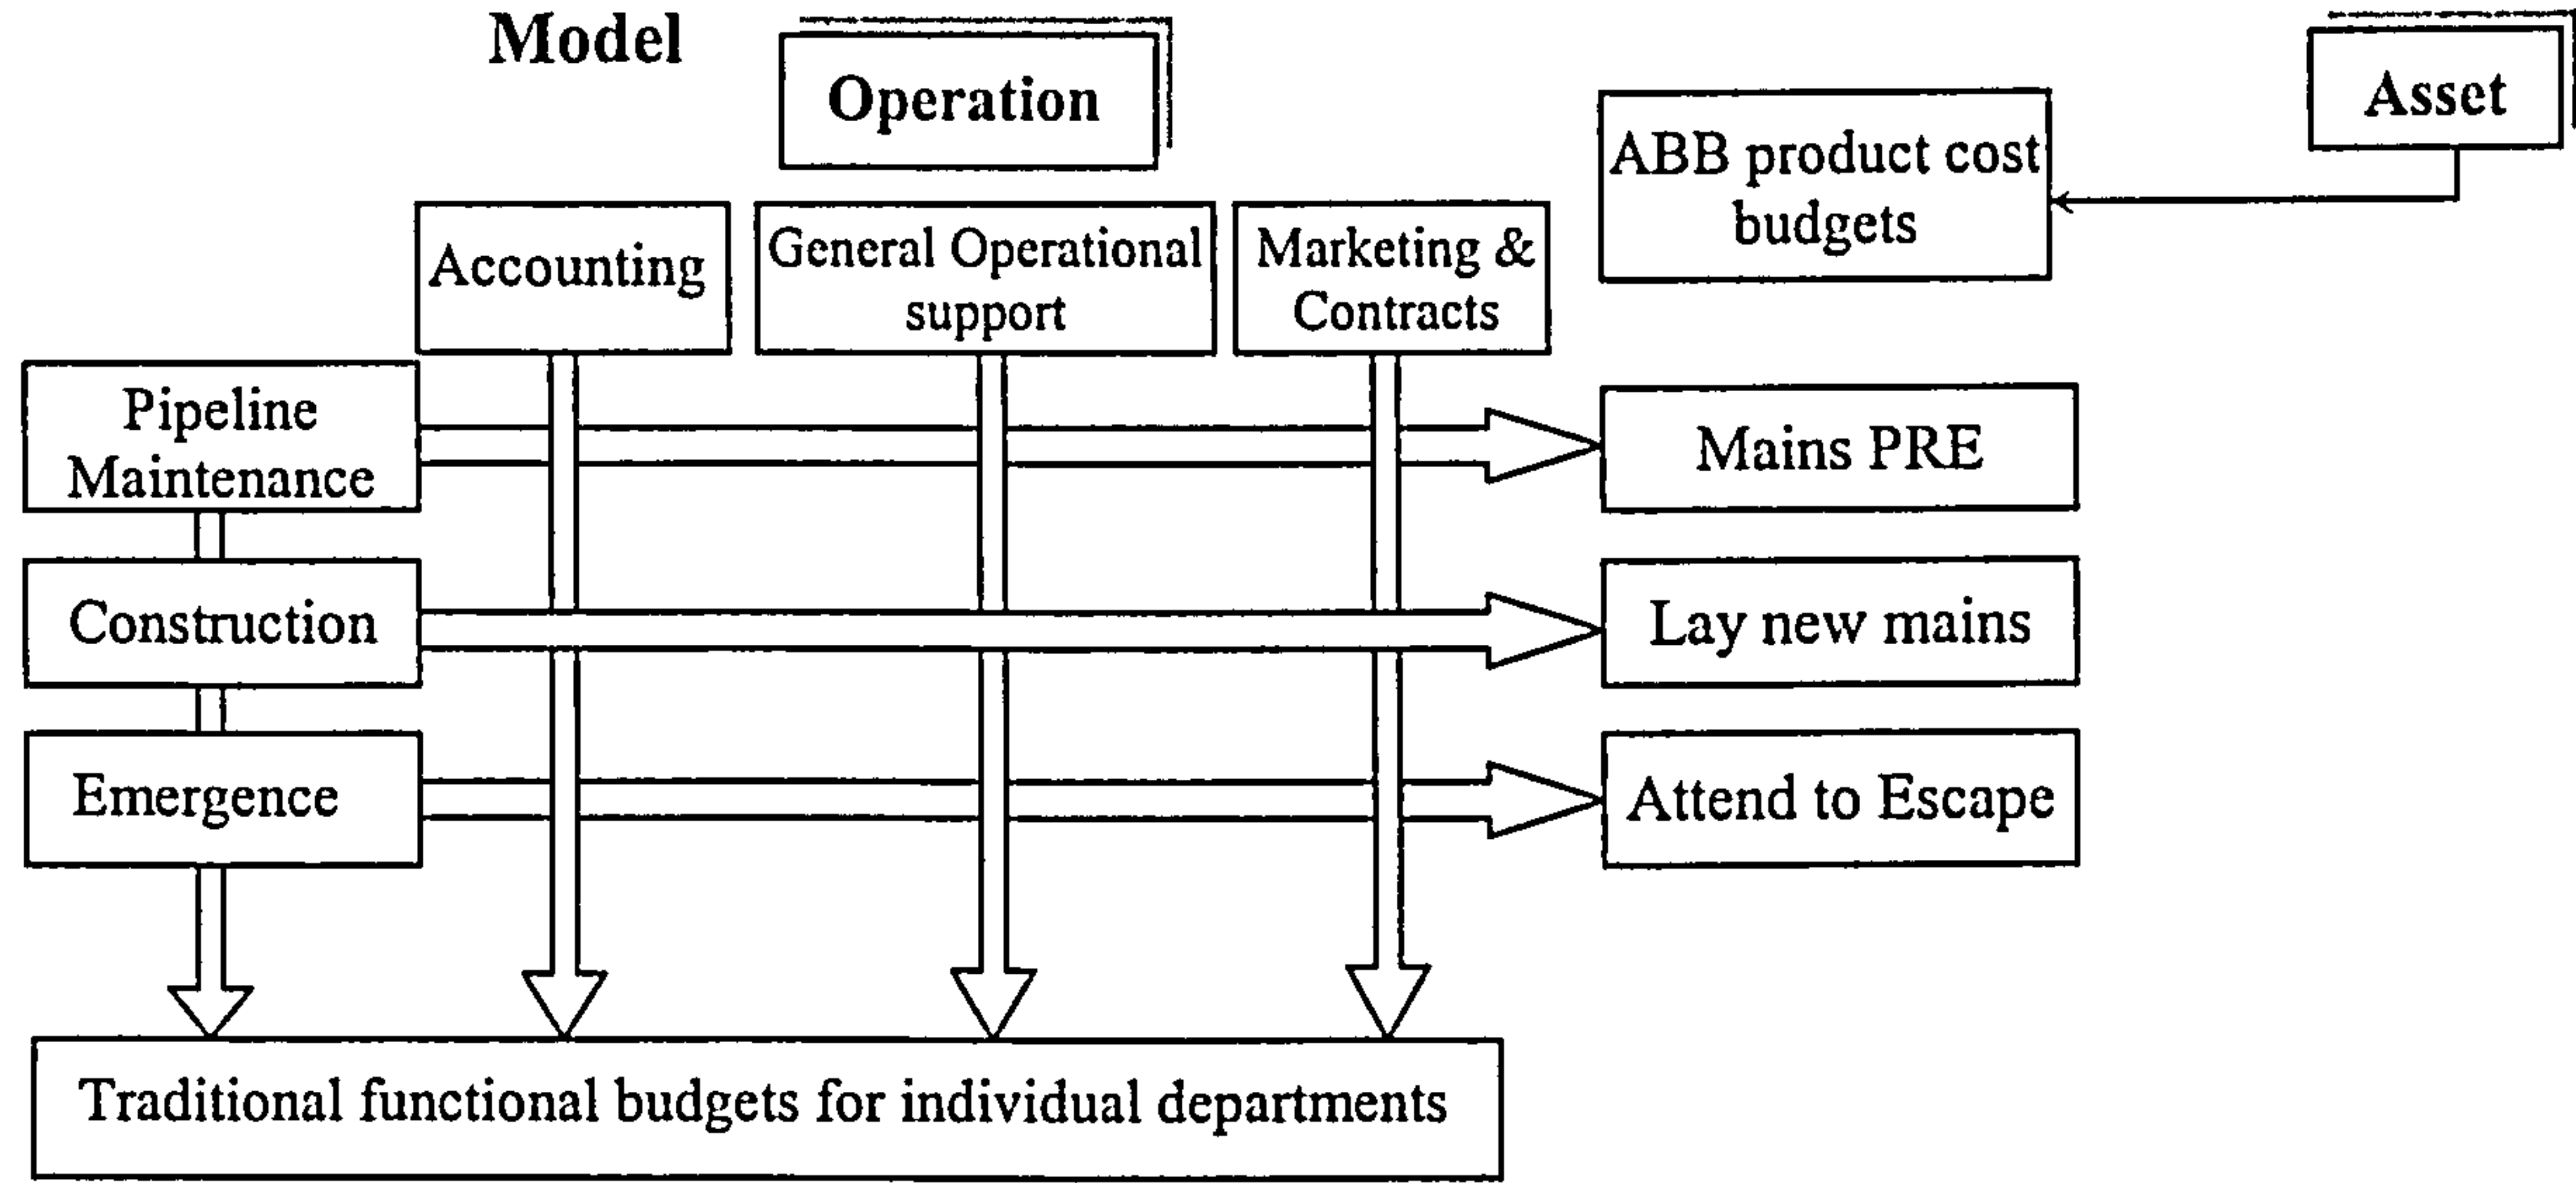 Model
Operation
Asset
ABB product cost
budgets
Accounting
General Operational
support
Marketing &
Contracts
Pipeline
Maintenance
Mains PRE
Construction
Lay new mains
Emergence
Attend to Escape
Traditional functional budgets for individual departments